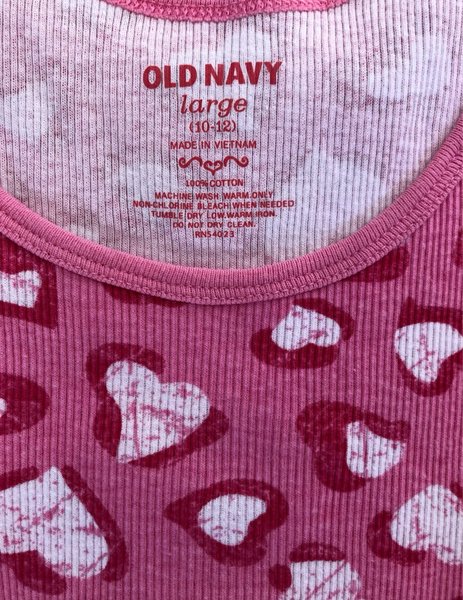 OLD NAVY
large
(10-12)
MADE IN VIETNAM
100% COTTON
MACHINE WASH WARM.ONLY
NON-CHLORINE BLEACH WHEN NEEDED
TUMBLE DRY LOW.WARM IRON.
DO NOT DRY CLEAN.
RN54023